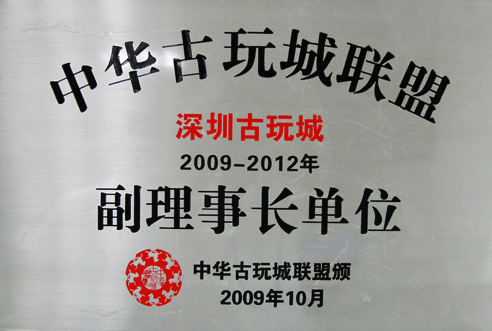 中华古玩城联盟
深圳古玩城
2009-2012年
副理事长单位
中华古玩城联盟颁
2009年10月